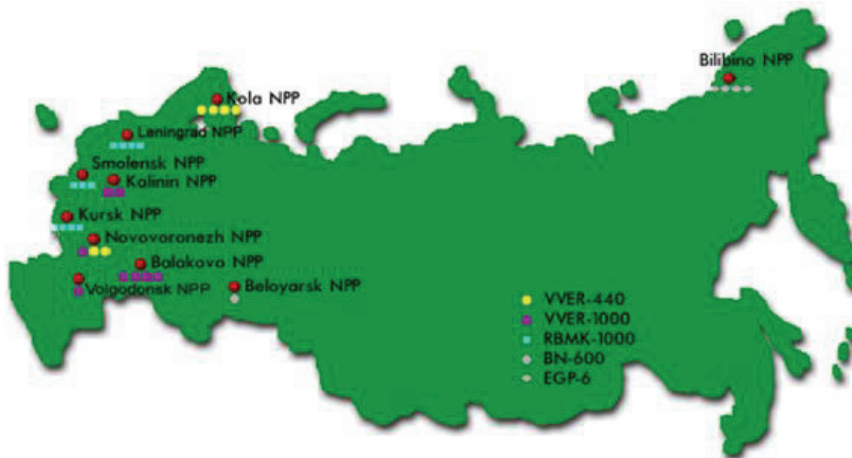 Bilibino NPP
Kola NPP
Leningrad NPP
Smolensk NPP
Kalinin NPP
Kursk NPP
Novovoronezh NPP
Balakovo NPP
Volgodonsk NPP
Beloyarsk NPP
VVER-440
VVER-1000
RBMK-1000
BN-600
EGP-6